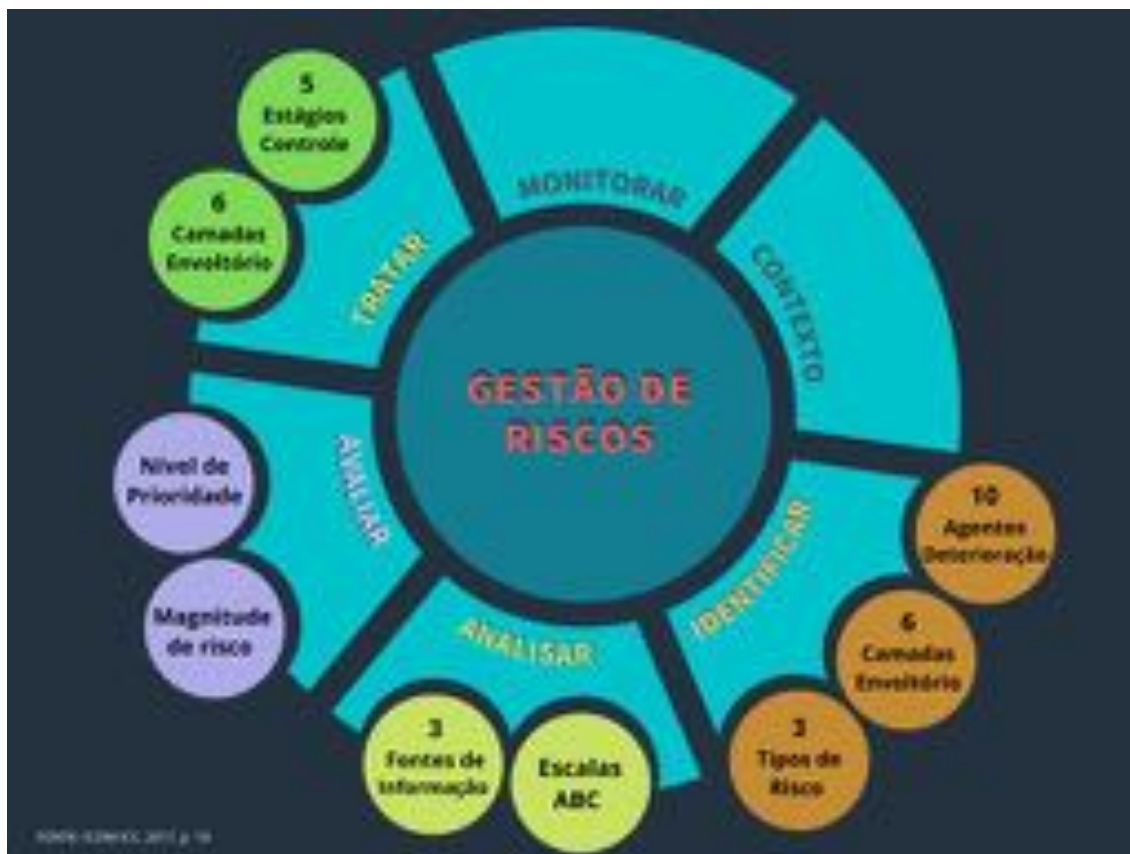 GESTÃO DE
RISCOS
MONITORAR
CONTEXTO
IDENTIFICAR
10
Agentes
Deterioração
6
Camadas
Envoltório
3
Tipos de
Risco
ANALISAR
Escalas
ABC
3
Fontes de
Informação
AVALIAR
Magnitude
de risco
Nível de
Prioridade
TRATAR
6
Camadas
Envoltório
5
Estágios
Controle